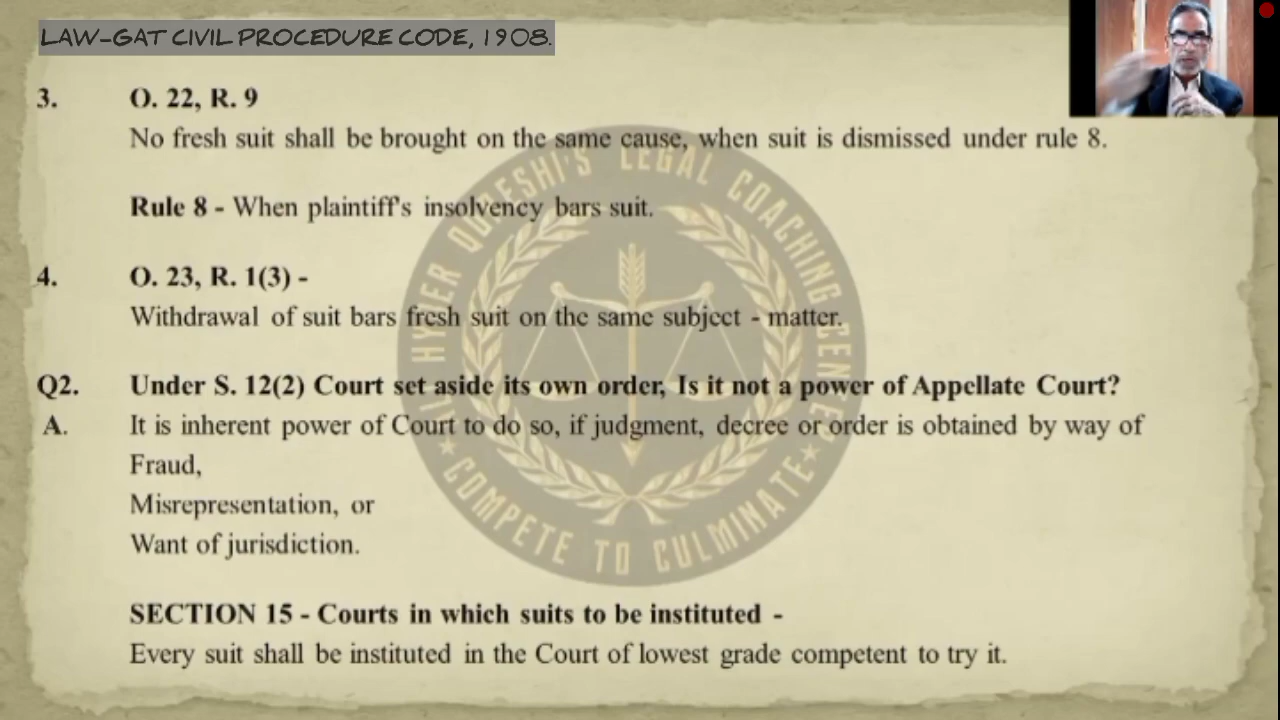 LAW-GAT CIVIL PROCEDURE CODE, 1908.
3. O. 22, R. 9
No fresh suit shall be brought on the same cause, when suit is dismissed under rule 8.
Rule 8 - When plaintiff's insolvency bars suit.
4. O. 23, R. 1(3) -
Withdrawal of suit bars fresh suit on the same subject - matter.
Q2. Under S. 12(2) Court set aside its own order, Is it not a power of Appellate Court?
A. It is inherent power of Court to do so, if judgment, decree or order is obtained by way of
Fraud,
Misrepresentation, or
Want of jurisdiction.
SECTION 15 - Courts in which suits to be instituted -
Every suit shall be instituted in the Court of lowest grade competent to try it.
QURESHI'S LEGAL COACHING CENTER
COMPETE TO CULMINATE